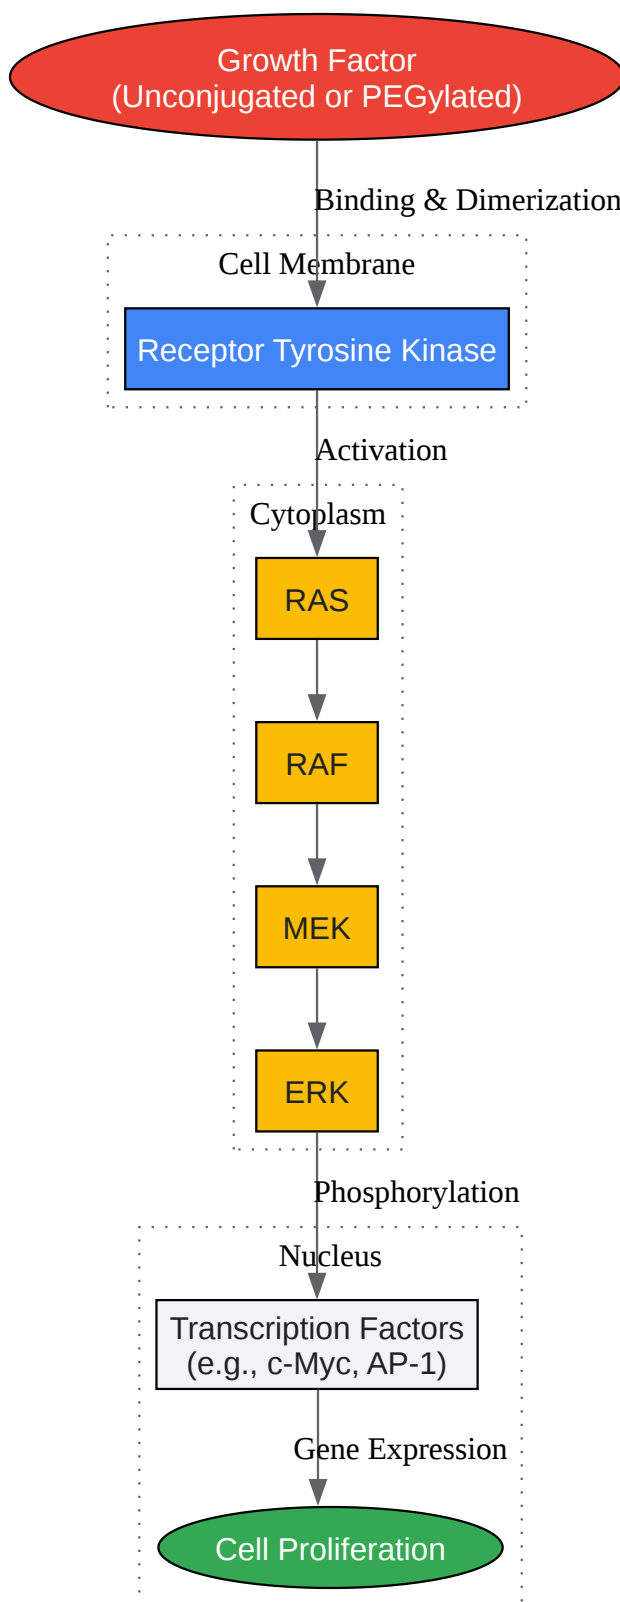 Growth Factor
(Unconjugated or PEGylated)
Binding & Dimerization
Cell Membrane
Receptor Tyrosine Kinase
Activation
Cytoplasm
RAS
RAF
MEK
ERK
Phosphorylation
Nucleus
Transcription Factors
(e.g., c-Myc, AP-1)
Gene Expression
Cell Proliferation